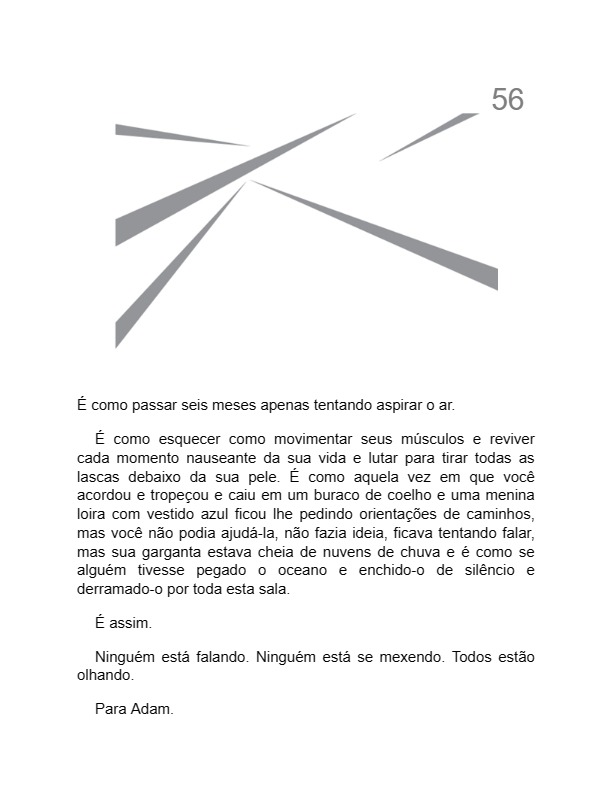 56
É como passar seis meses apenas tentando aspirar o ar.
É como esquecer como movimentar seus músculos e reviver
cada momento nauseante da sua vida e lutar para tirar todas as
lascas debaixo da sua pele. É como aquela vez em que você
acordou e tropeçou e caiu em um buraco de coelho e uma menina
loira com vestido azul ficou lhe pedindo orientações de caminhos,
mas você não podia ajudá-la, não fazia ideia, ficava tentando falar,
mas sua garganta estava cheia de nuvens de chuva e é como se
alguém tivesse pegado o oceano e enchido-o de silêncio e
derramado-o por toda esta sala.
É assim.
Ninguém está falando. Ninguém está se mexendo. Todos estão
olhando.
Para Adam.